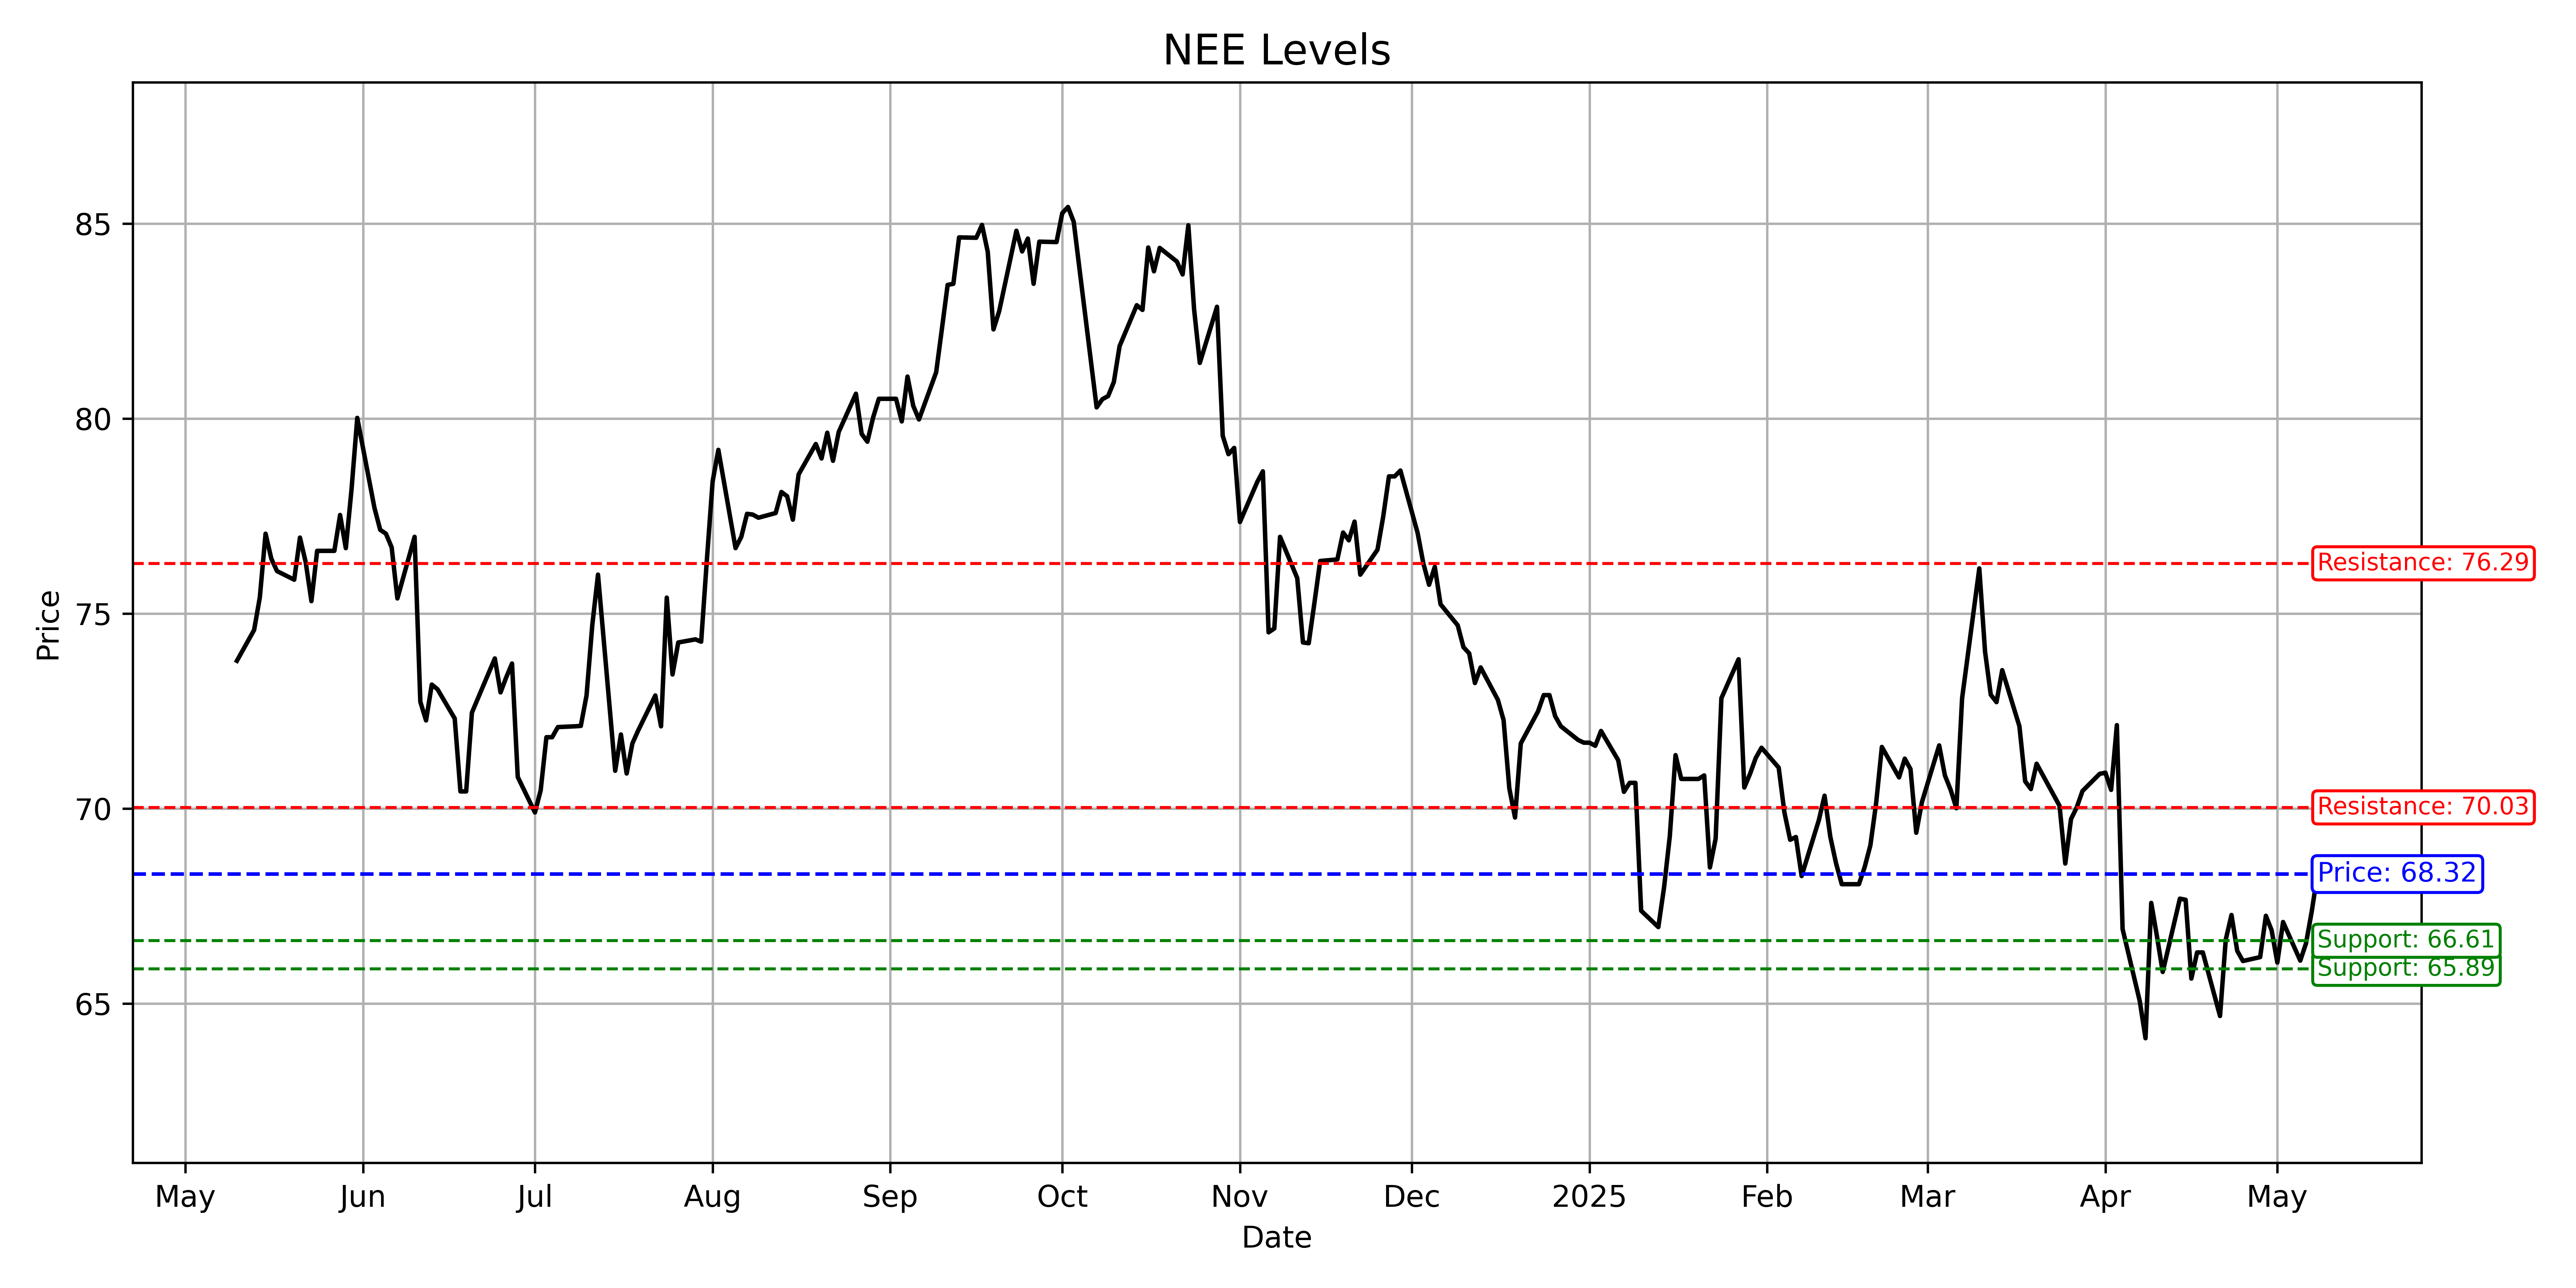 NEE Levels
85
80
75
70
65
Price
Resistance: 76.29
Resistance: 70.03
Price: 68.32
Support: 66.61
Support: 65.89
May
Jun
Jul
Aug
Sep
Oct
Nov
Dec
2025
Feb
Mar
Apr
May
Date